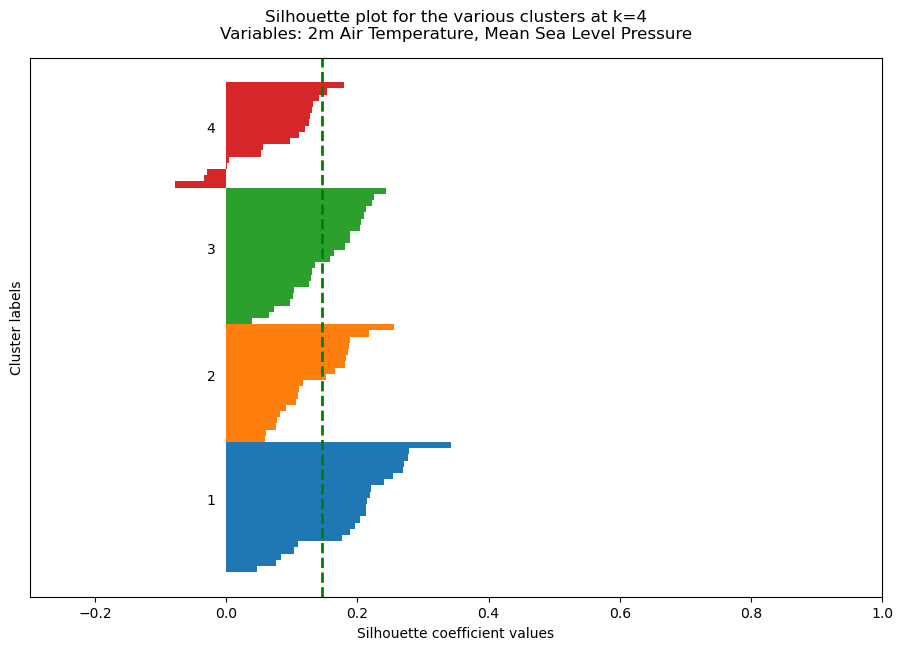 Silhouette plot for the various clusters at k=4
Variables: 2m Air Temperature, Mean Sea Level Pressure
Cluster labels
4
3
2
1
−0.2 0.0 0.2 0.4 0.6 0.8 1.0
Silhouette coefficient values